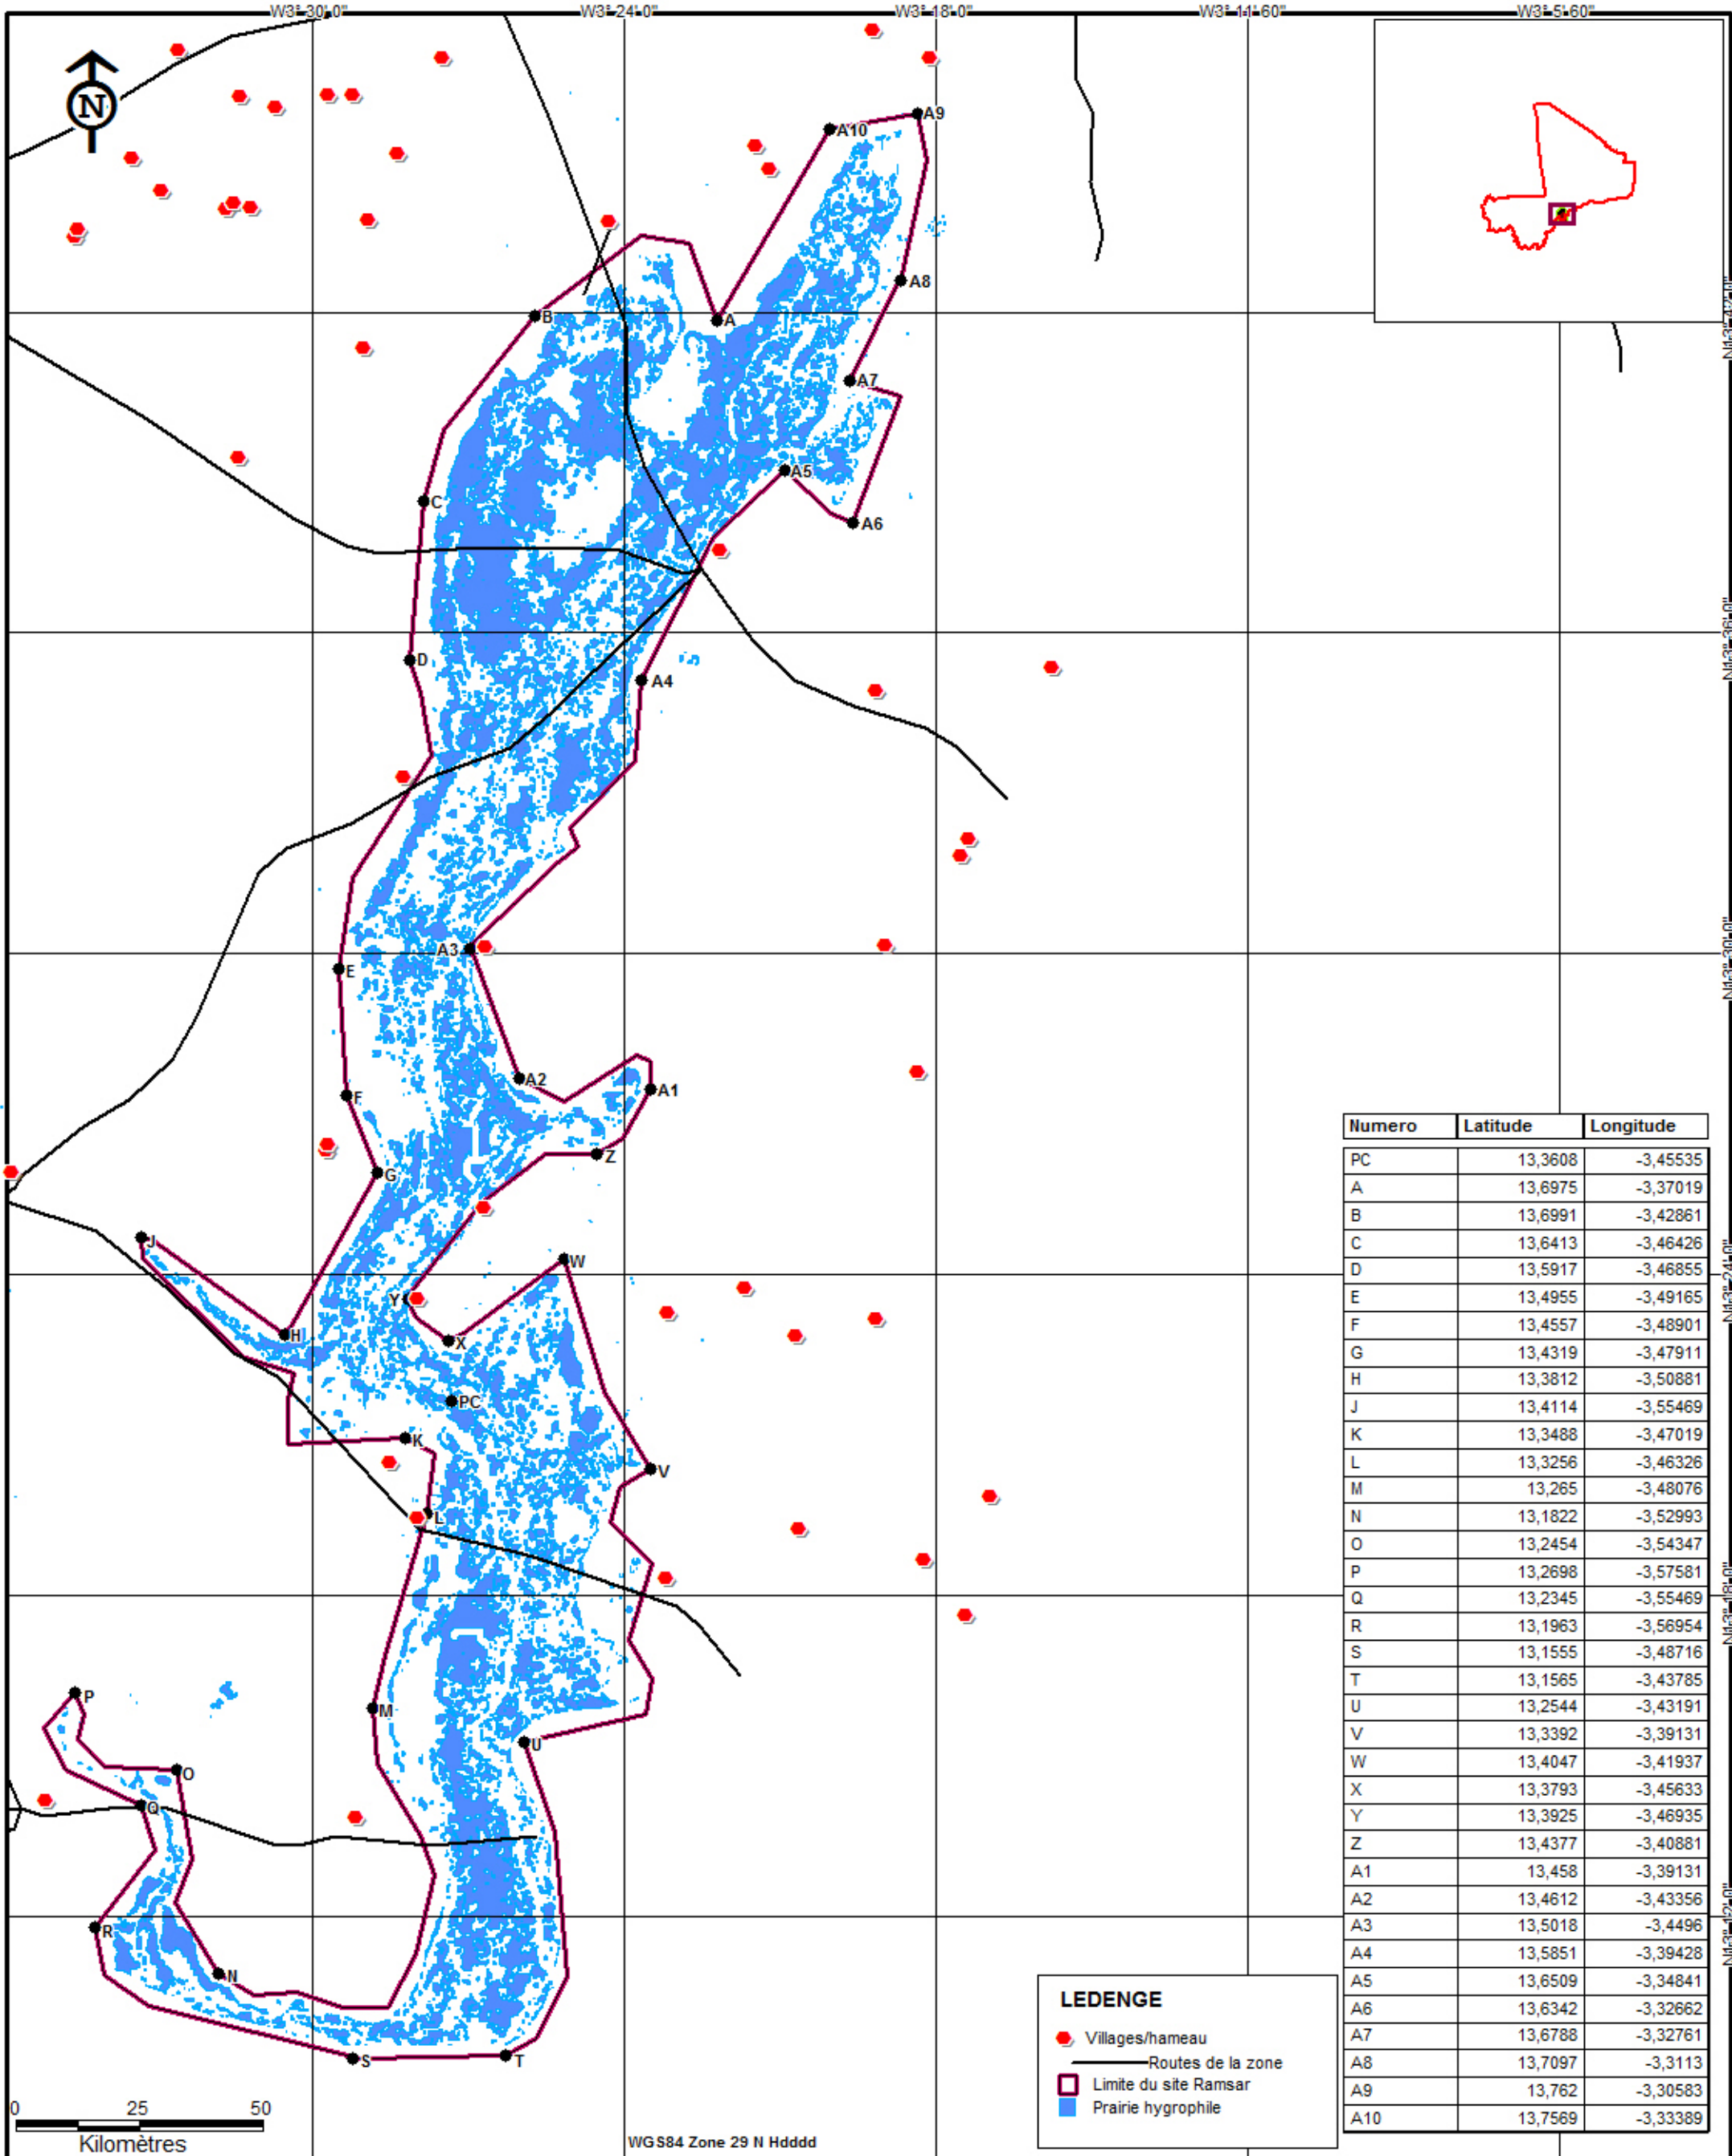 W3°30'0" W3°24'0" W3°18'0" W3°11'60" W3°5'60"
N
A9
A10
A8
B
A
N13°42'0"
A7
A5
C
A6
N13°36'0"
D
A4
A3
N13°30'0"
E
A2
A1
F
Z
G
J
W
N13°24'0"
Y
H
X
PC
K
V
L
N13°18'0"
P
M
U
O
Q
N13°12'0"
R
N
S
T
Numero Latitude Longitude
PC 13,3608 -3,45535
A 13,6975 -3,37019
B 13,6991 -3,42861
C 13,6413 -3,46426
D 13,5917 -3,46855
E 13,4955 -3,49165
F 13,4557 -3,48901
G 13,4319 -3,47911
H 13,3812 -3,50881
J 13,4114 -3,55469
K 13,3488 -3,47019
L 13,3256 -3,46326
M 13,265 -3,48076
N 13,1822 -3,52993
O 13,2454 -3,54347
P 13,2698 -3,57581
Q 13,2345 -3,55469
R 13,1963 -3,56954
S 13,1555 -3,48716
T 13,1565 -3,43785
U 13,2544 -3,43191
V 13,3392 -3,39131
W 13,4047 -3,41937
X 13,3793 -3,45633
Y 13,3925 -3,46935
Z 13,4377 -3,40881
A1 13,458 -3,39131
A2 13,4612 -3,43356
A3 13,5018 -3,4496
A4 13,5851 -3,39428
A5 13,6509 -3,34841
A6 13,6342 -3,32662
A7 13,6788 -3,32761
A8 13,7097 -3,3113
A9 13,762 -3,30583
A10 13,7569 -3,33389
LEDENGE
Villages/hameau
Routes de la zone
Limite du site Ramsar
Prairie hygrophile
0 25 50
Kilomètres
WGS84 Zone 29 N Hdddd